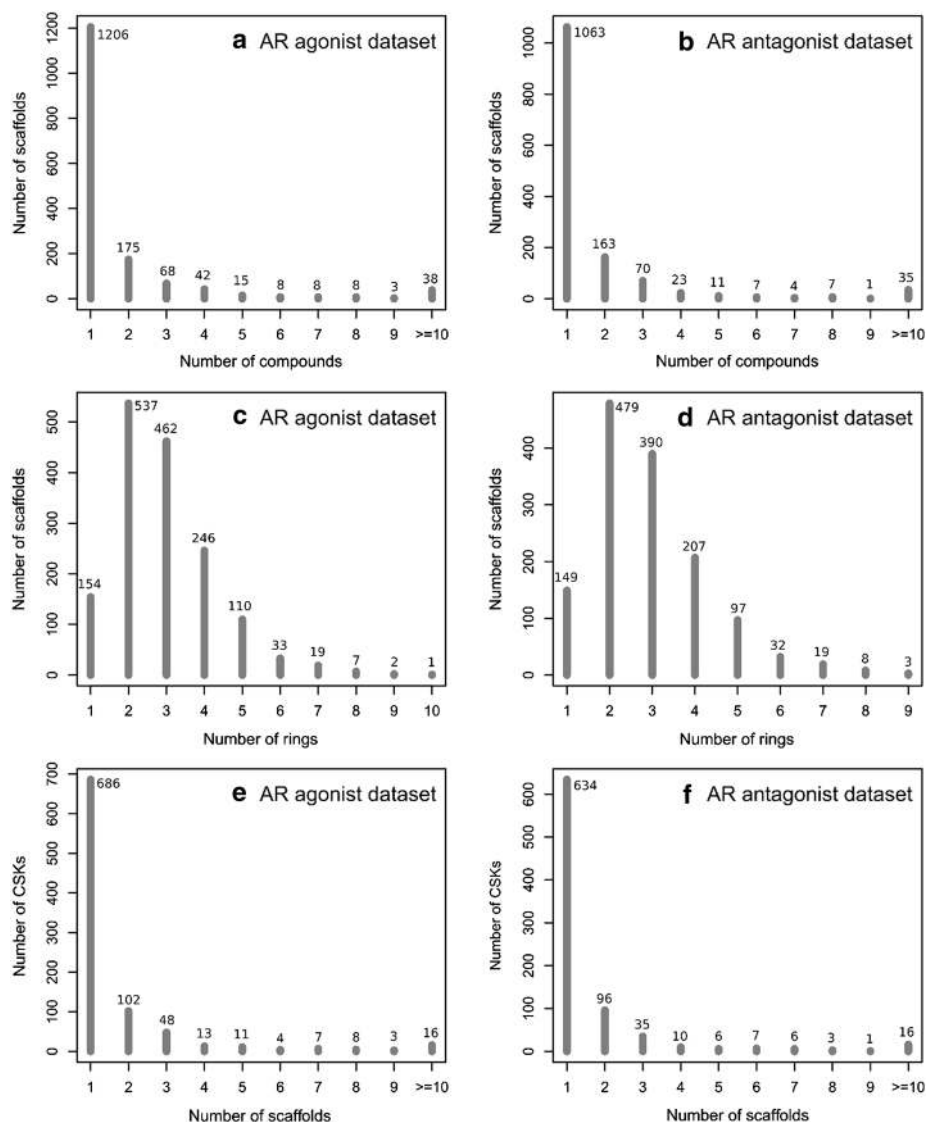 a AR agonist dataset
Number of scaffolds
0 200 400 600 800 1000 1200
1206 175 68 42 15 8 8 8 3 38
1 2 3 4 5 6 7 8 9 >=10
Number of compounds
b AR antagonist dataset
Number of scaffolds
0 200 400 600 800 1000
1063 163 70 23 11 7 4 7 1 35
1 2 3 4 5 6 7 8 9 >=10
Number of compounds
c AR agonist dataset
Number of scaffolds
0 100 200 300 400 500
154 537 462 246 110 33 19 7 2 1
1 2 3 4 5 6 7 8 9 10
Number of rings
d AR antagonist dataset
Number of scaffolds
0 100 200 300 400
149 479 390 207 97 32 19 8 3
1 2 3 4 5 6 7 8 9
Number of rings
e AR agonist dataset
Number of CSKs
0 100 200 300 400 500 600 700
686 102 48 13 11 4 7 8 3 16
1 2 3 4 5 6 7 8 9 >=10
Number of scaffolds
f AR antagonist dataset
Number of CSKs
0 100 200 300 400 500 600
634 96 35 10 6 7 6 3 1 16
1 2 3 4 5 6 7 8 9 >=10
Number of scaffolds